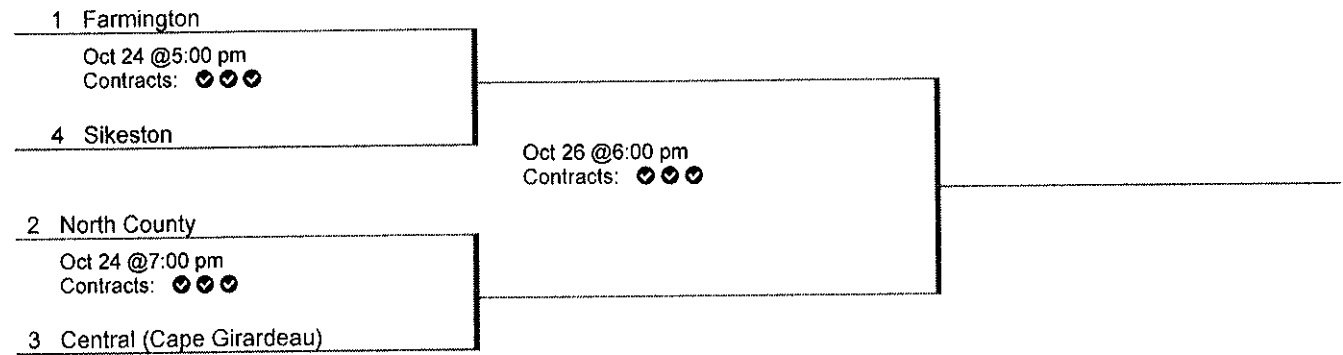 1 Farmington
Oct 24 @5:00 pm
Contracts:
4 Sikeston
Oct 26 @6:00 pm
Contracts:
2 North County
Oct 24 @7:00 pm
Contracts:
3 Central (Cape Girardeau)